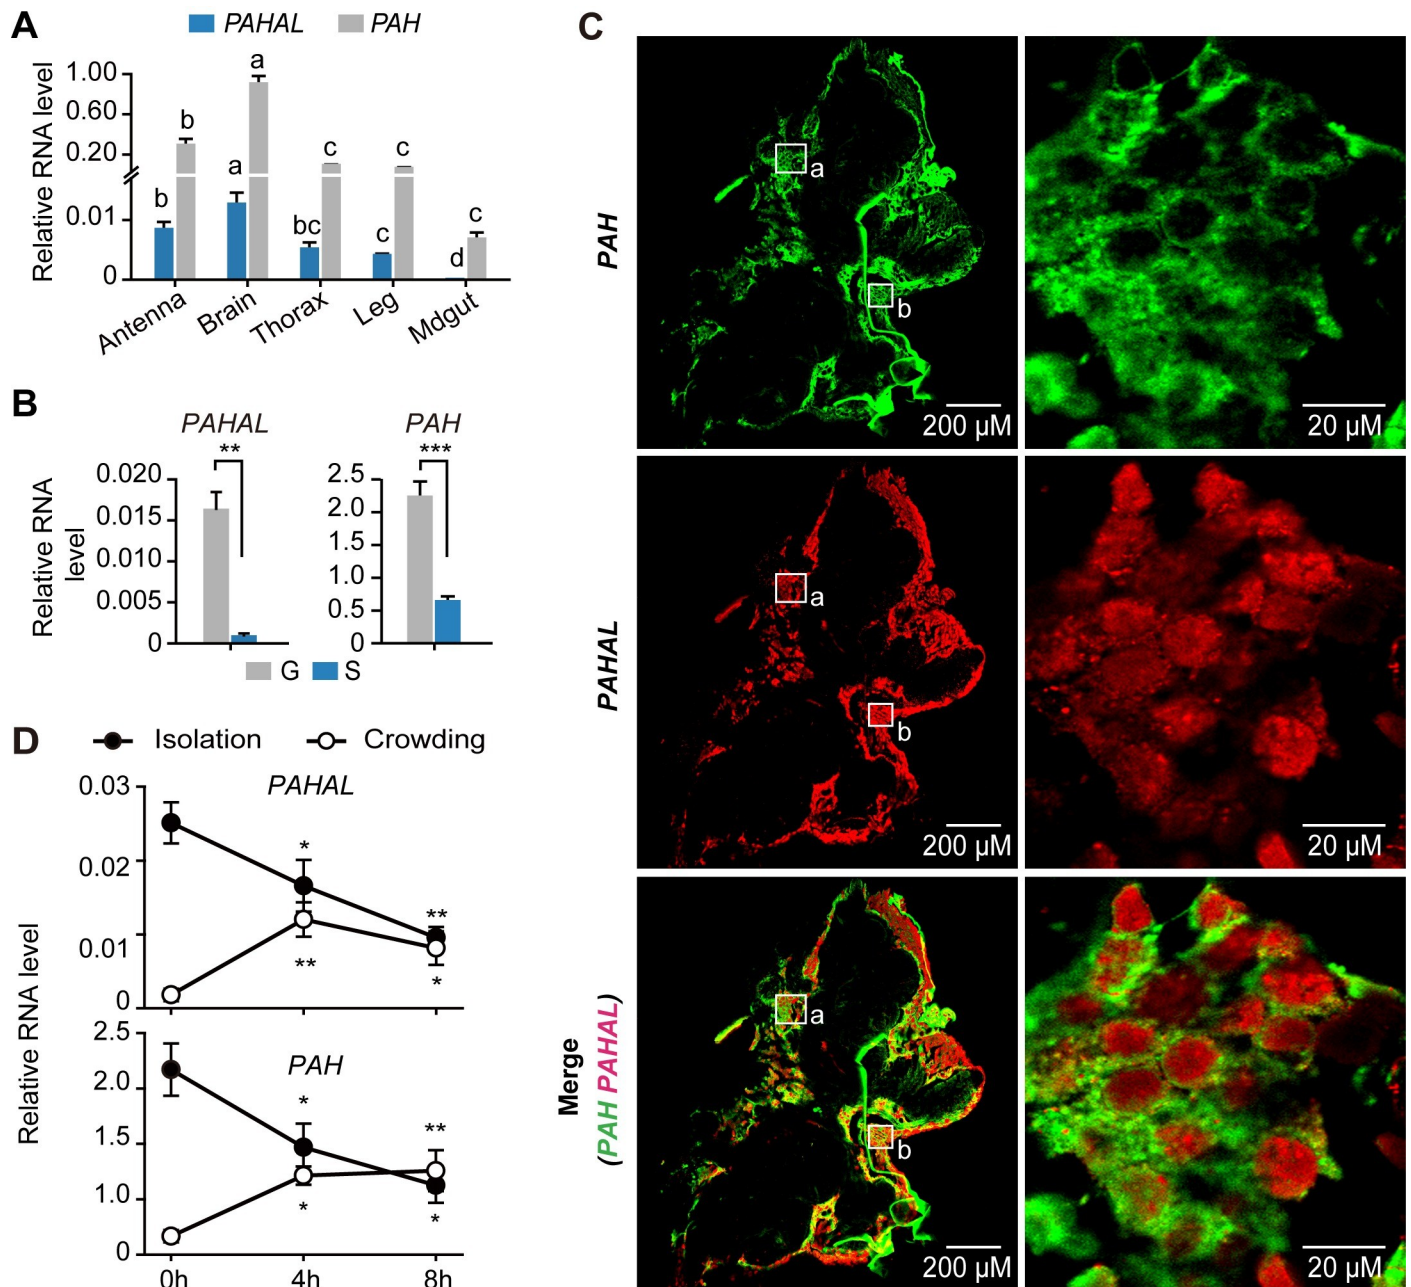 A
PAHAL PAH
Relative RNA level
1.00
0.60
0.20
0.01
0
b
b
a
a
bc
c
c
c
d
c
Antenna
Brain
Thorax
Leg
Mdgut
B
PAHAL
**
PAH
***
Relative RNA
level
0.020
0.015
0.010
0.005
0
2.5
2.0
1.5
1.0
0.5
0
G S
D
Isolation Crowding
PAHAL
Relative RNA level
0.03
0.02
0.01
0
*
**
**
*
PAH
2.5
2.0
1.5
1.0
0
*
*
**
*
0h 4h 8h
C
PAH
a
b
200 µM
20 µM
PAHAL
a
b
200 µM
20 µM
Merge
(PAH PAHAL)
a
b
200 µM
20 µM